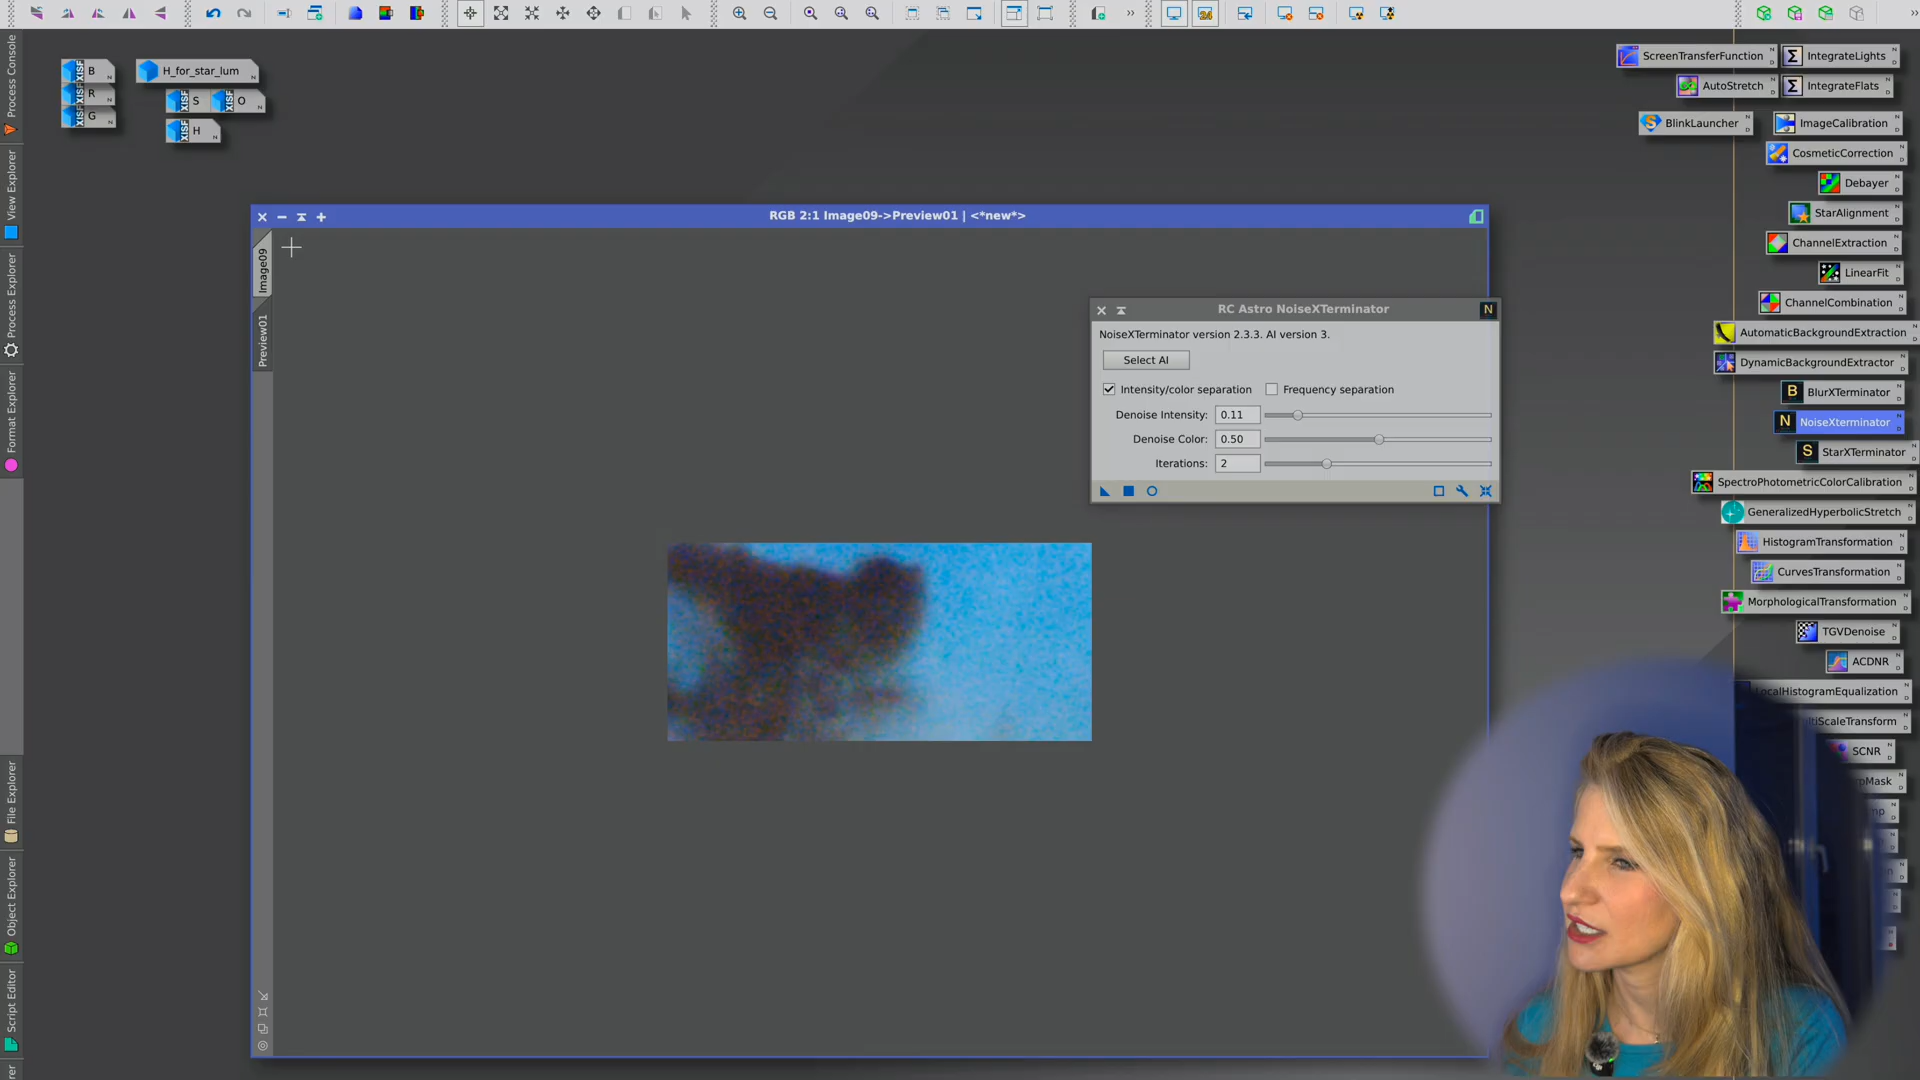 Process Console
View Explorer
Process Explorer
Format Explorer
File Explorer
Object Explorer
Script Editor
B
R
G
H_for_star_lum
S
O
H
RGB 2:1 Image09->Preview01 | <*new*>
Image09
Preview01
RC Astro NoiseXTerminator
N
NoiseXTerminator version 2.3.3. AI version 3.
Select AI
Intensity/color separation
Frequency separation
Denoise Intensity: 0.11
Denoise Color: 0.50
Iterations: 2
ScreenTransferFunction
IntegrateLights
AutoStretch
IntegrateFlats
BlinkLauncher
ImageCalibration
CosmeticCorrection
Debayer
StarAlignment
ChannelExtraction
LinearFit
ChannelCombination
AutomaticBackgroundExtraction
DynamicBackgroundExtractor
B BlurXTerminator
N NoiseXterminator
S StarXTerminator
SpectroPhotometricColorCalibration
GeneralizedHyperbolicStretch
HistogramTransformation
CurvesTransformation
MorphologicalTransformation
TGVDenoise
ACDNR
LocalHistogramEqualization
ltiScaleTransform
SCNR
Mask